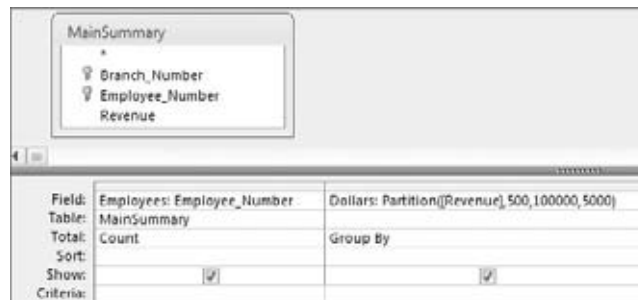 MainSummary
*
Branch_Number
Employee_Number
Revenue
Field: Employees: Employee_Number Dollars: Partition([Revenue],500,100000,5000)
Table: MainSummary
Total: Count Group By
Sort:
Show:
Criteria: